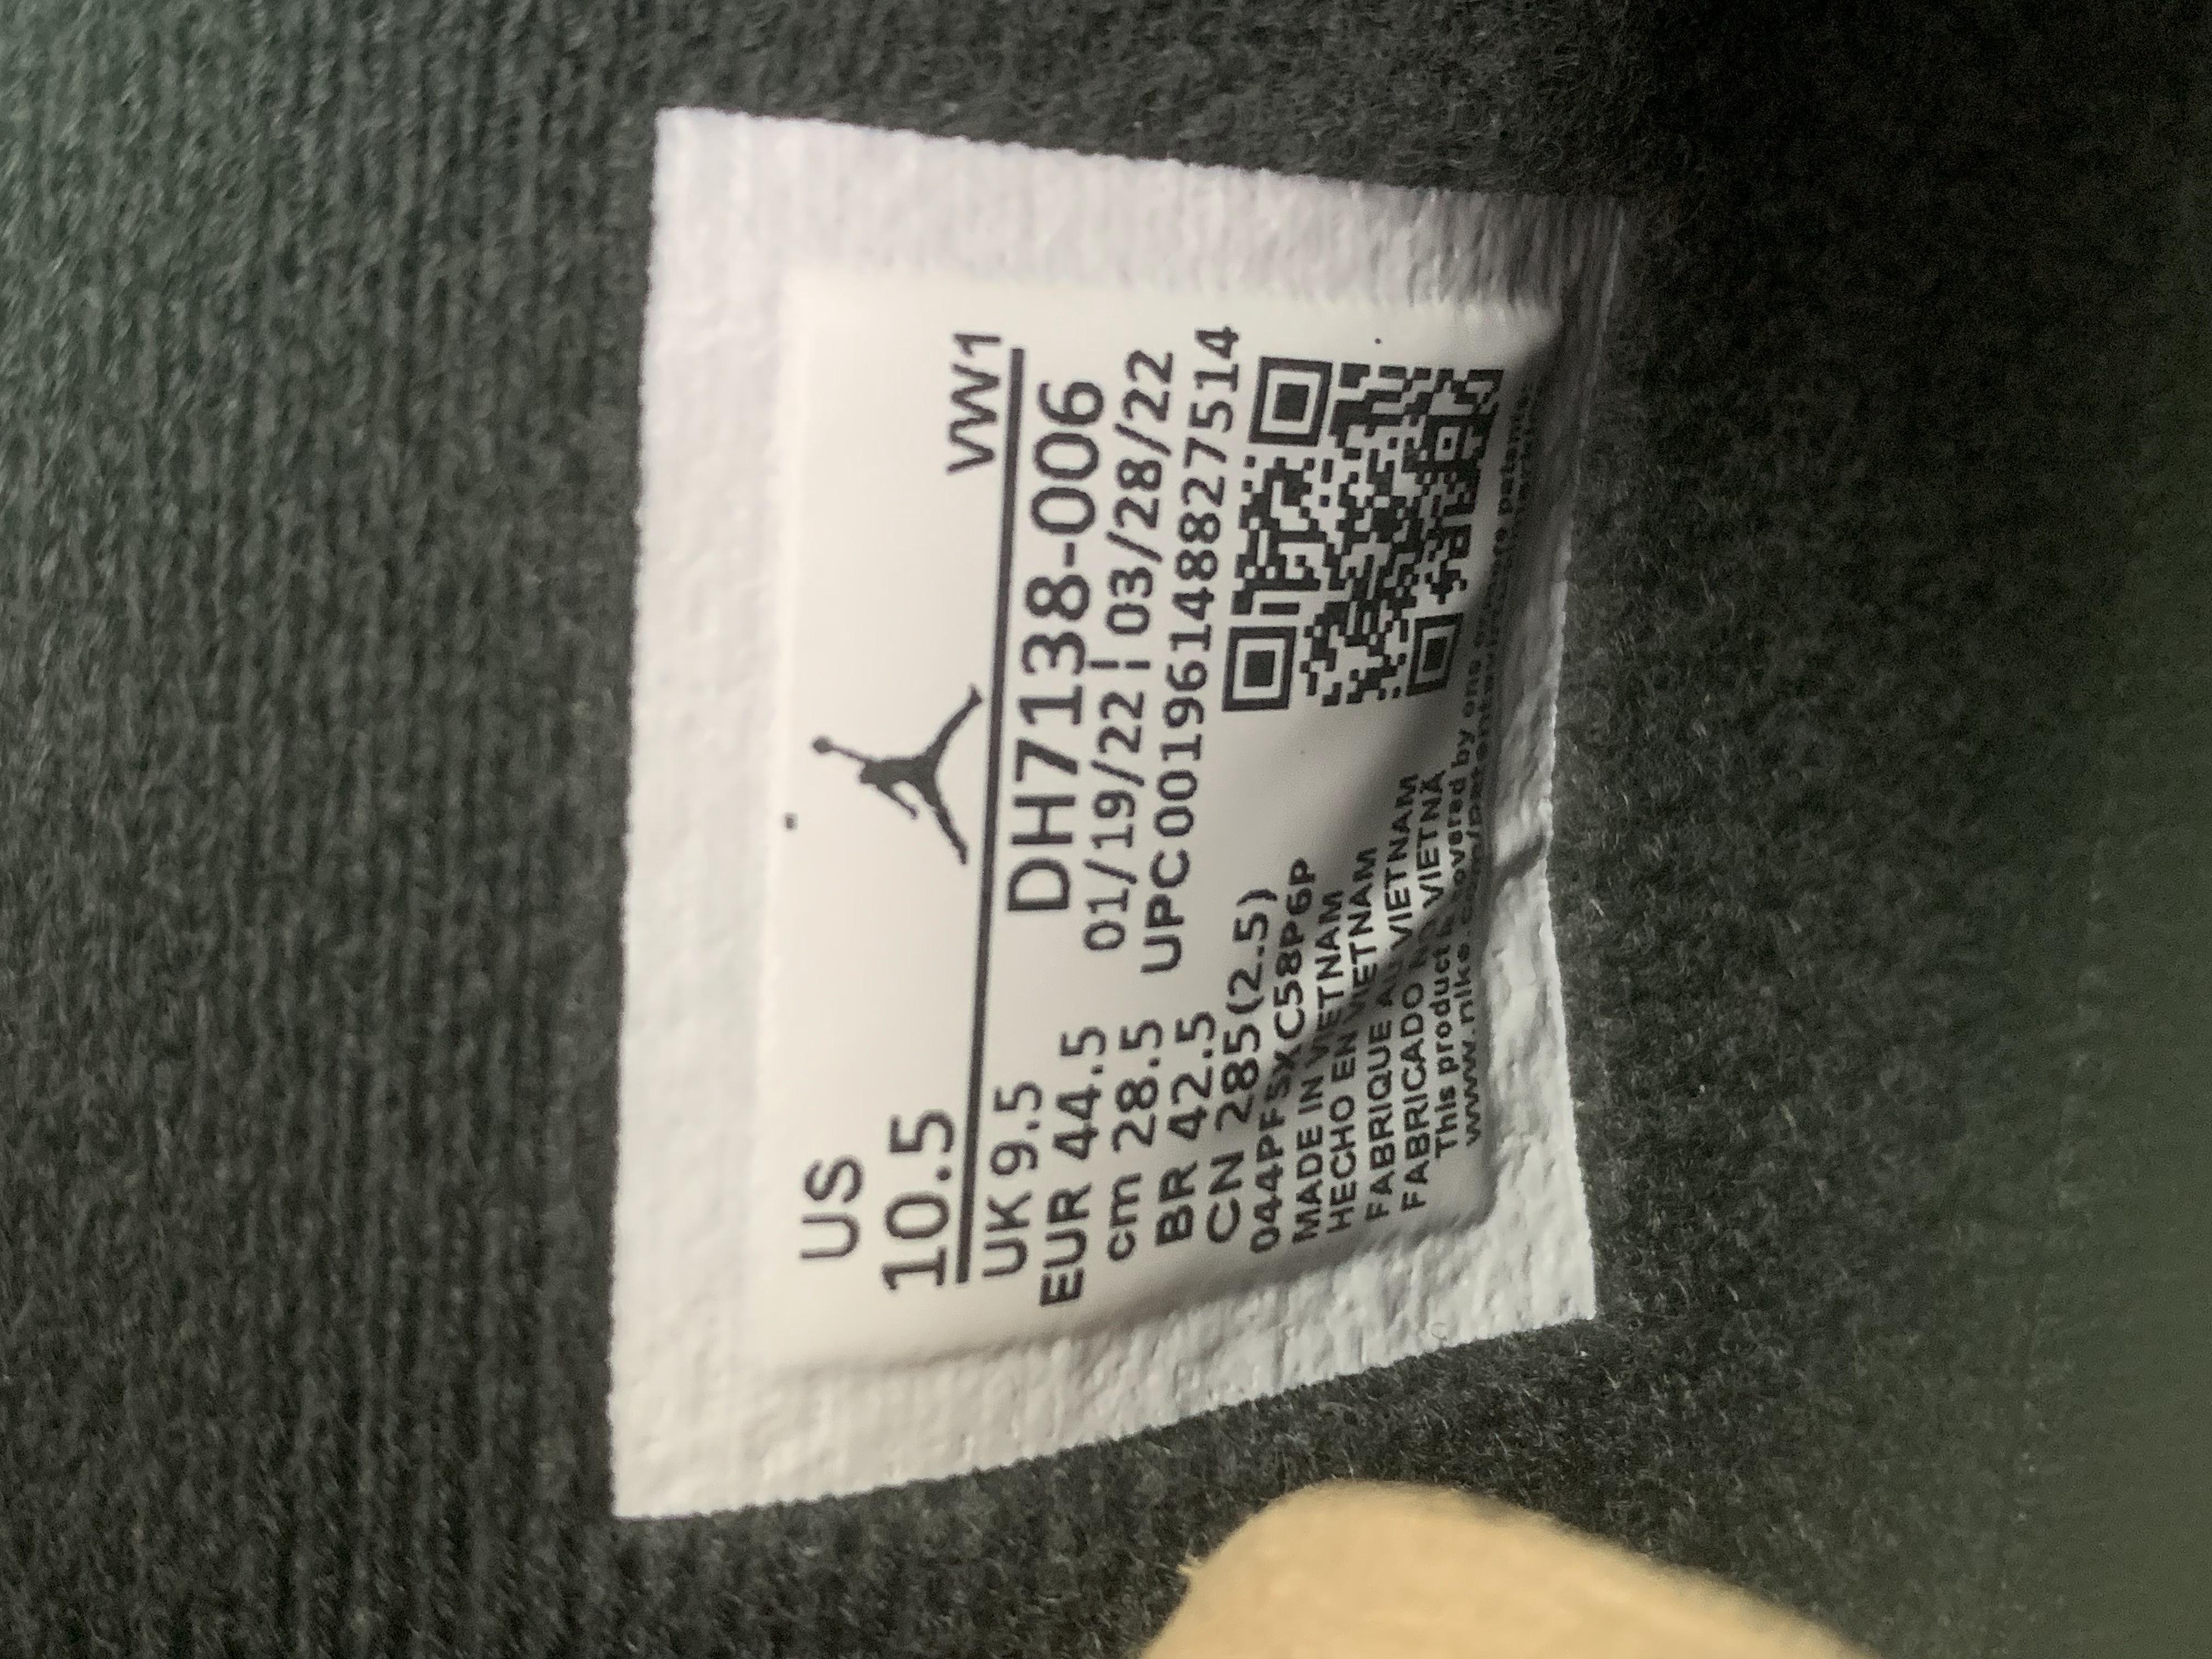 US
10.5
VW1
UK 9.5
EUR 44.5
cm 28.5
BR 42.5
CN 285(2.5)
DH7138-006
01/19/22 | 03/28/22
UPC00196148827514
044PF5XC58P6P
MADE IN VIETNAM
HECHO EN VIETNAM
FABRIQUE AU VIETNAM
FABRICADO NO VIETNÃ
This product is covered by one or more patents.
www.nike.com/patents